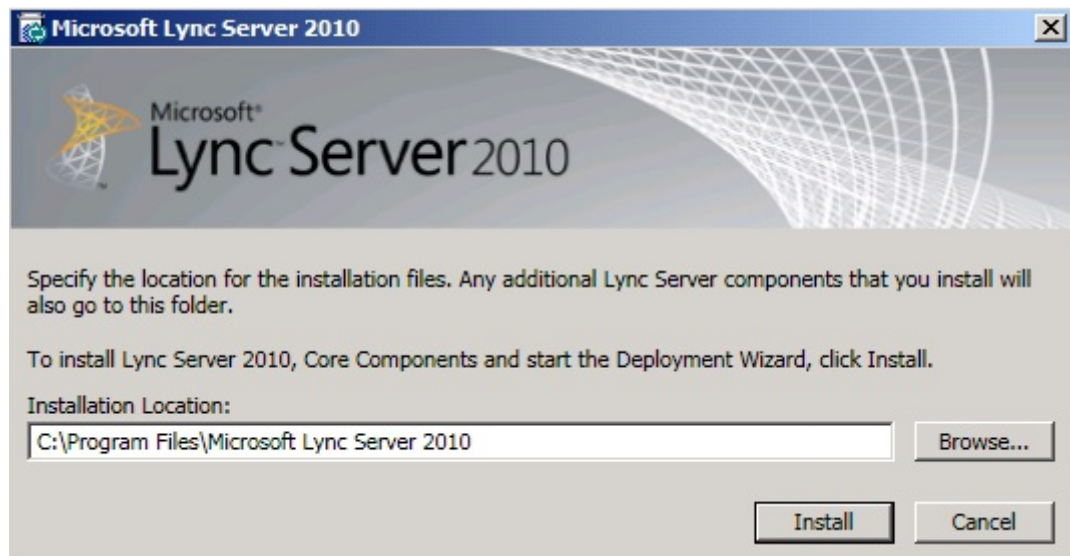 Microsoft Lync Server 2010
Microsoft®
Lync™ Server 2010
Specify the location for the installation files. Any additional Lync Server components that you install will
also go to this folder.
To install Lync Server 2010, Core Components and start the Deployment Wizard, click Install.
Installation Location:
C:\Program Files\Microsoft Lync Server 2010
Browse...
Install
Cancel